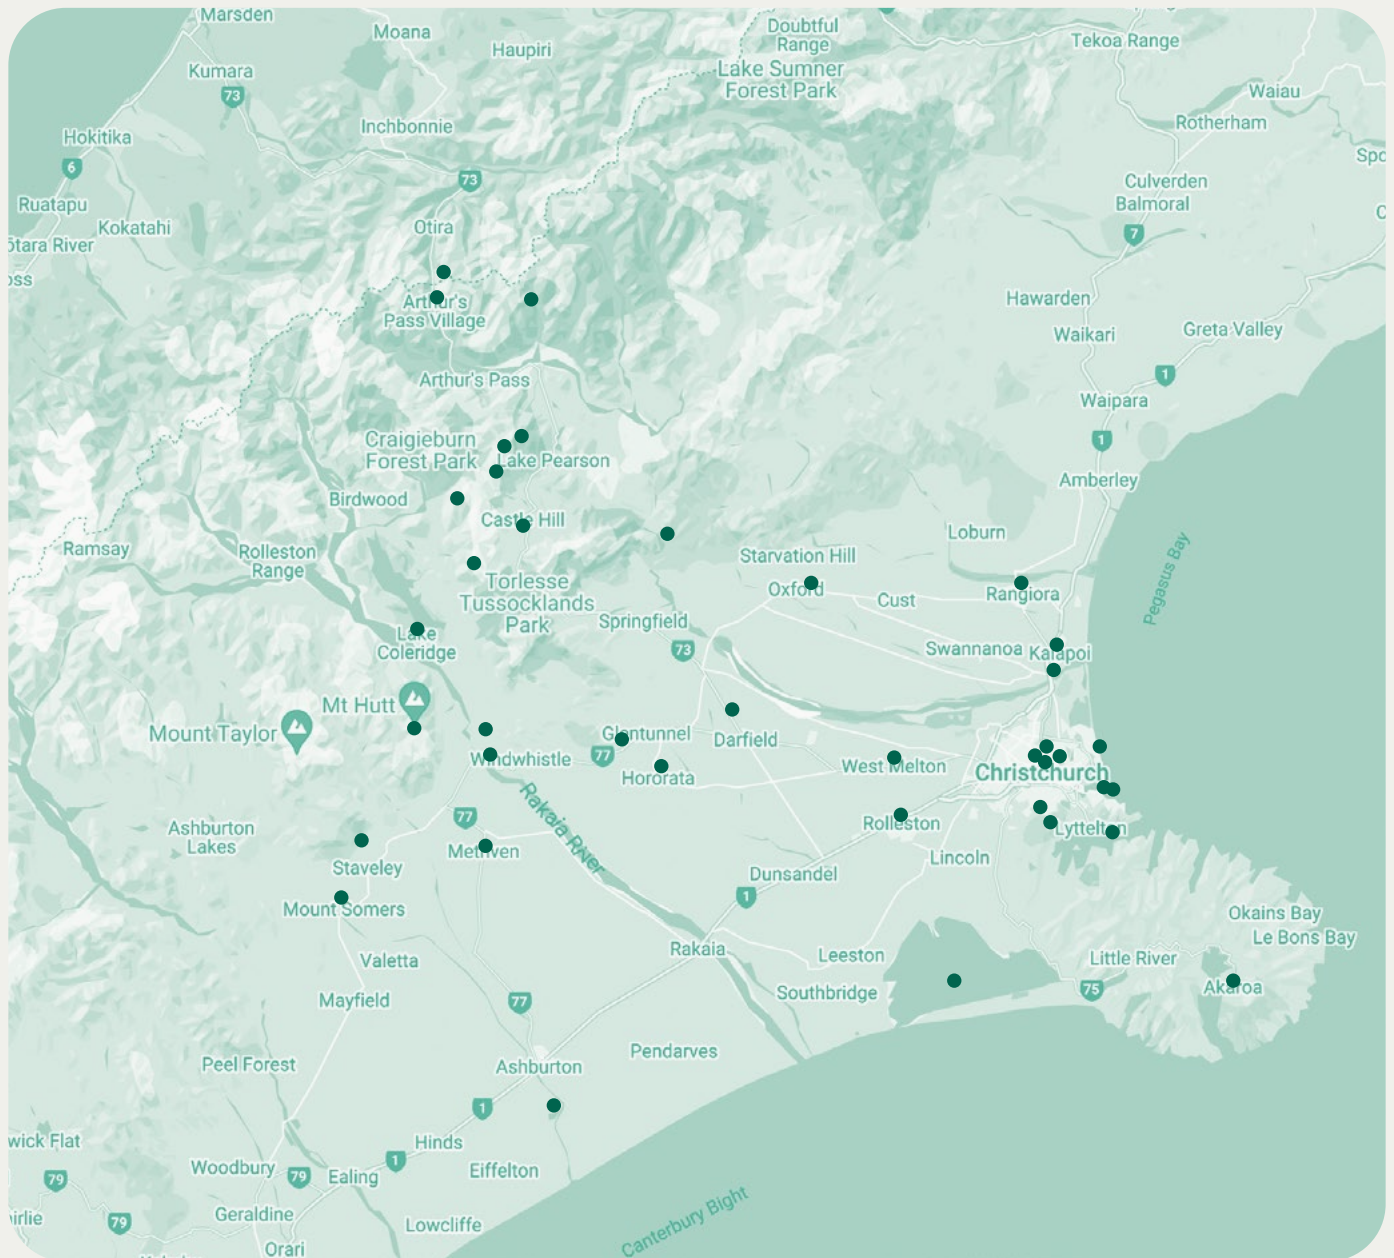 Marsden
Moana
Haupiri
Doubtful
Range
Tekoa Range
Kumara
73
Lake Sumner
Forest Park
Waiau
Hokitika
Inchbonnie
Rotherham
6
73
Culverden
Ruatapu
Balmoral
Kokatahi
Otira
7
Arthur's
Pass Village
Hawarden
Waikari
Greta Valley
Arthur's Pass
1
Waipara
Craigieburn
Forest Park
Lake Pearson
1
Amberley
Birdwood
Castle Hill
Loburn
Ramsay
Rolleston
Range
Starvation Hill
Pegasus Bay
Torlesse
Tussocklands
Park
Oxford
Cust
Rangiora
Springfield
Lake
Coleridge
73
Swannanoa
Kaiapoi
Mt Hutt
Mount Taylor
Glentunnel
Darfield
Windwhistle
77
Hororata
West Melton
Christchurch
Rakaia River
77
Ashburton
Lakes
Rolleston
Lyttelton
Methven
Staveley
Lincoln
Dunsandel
1
Mount Somers
Okains Bay
Le Bons Bay
Rakaia
Leeston
Little River
Valetta
Akaroa
75
Southbridge
Mayfield
77
Pendarves
Peel Forest
Ashburton
1
Hinds
1
Woodbury
79
Ealing
Eiffelton
79
79
Geraldine
Lowcliffe
Canterbury Bight
Orari